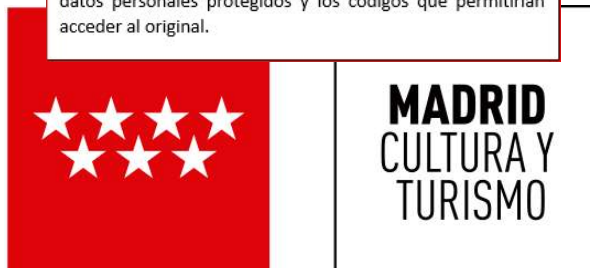 datos personales protegidos y los códigos que permitirían
acceder al original.
MADRID
CULTURA Y
TURISMO